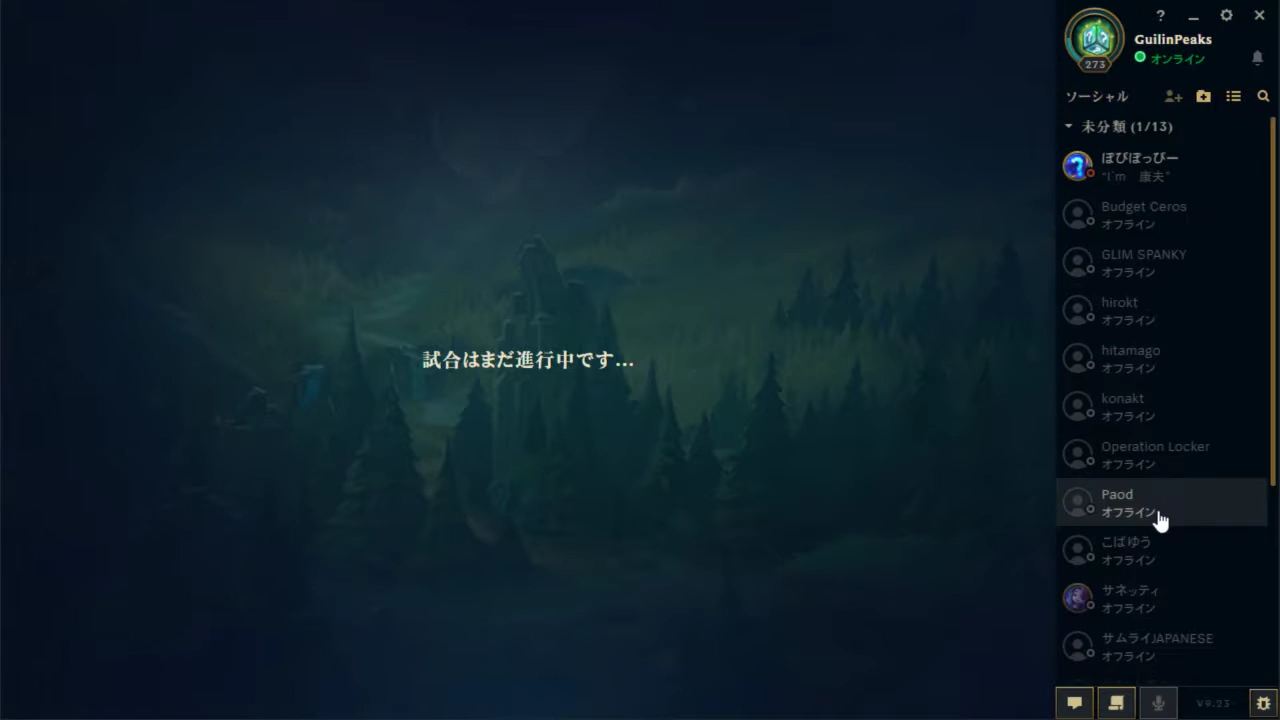 ?
GuilinPeaks
273
オンライン
ソーシャル
未分類 (1/13)
ぽぴぽっぴー
"I'm 康夫"
Budget Ceros
オフライン
GLIM SPANKY
オフライン
hirokt
オフライン
hitamago
オフライン
konakt
オフライン
Operation Locker
オフライン
Paod
オフライン
こばゆう
オフライン
サネッティ
オフライン
サムライJAPANESE
オフライン
試合はまだ進行中です...
V9.23